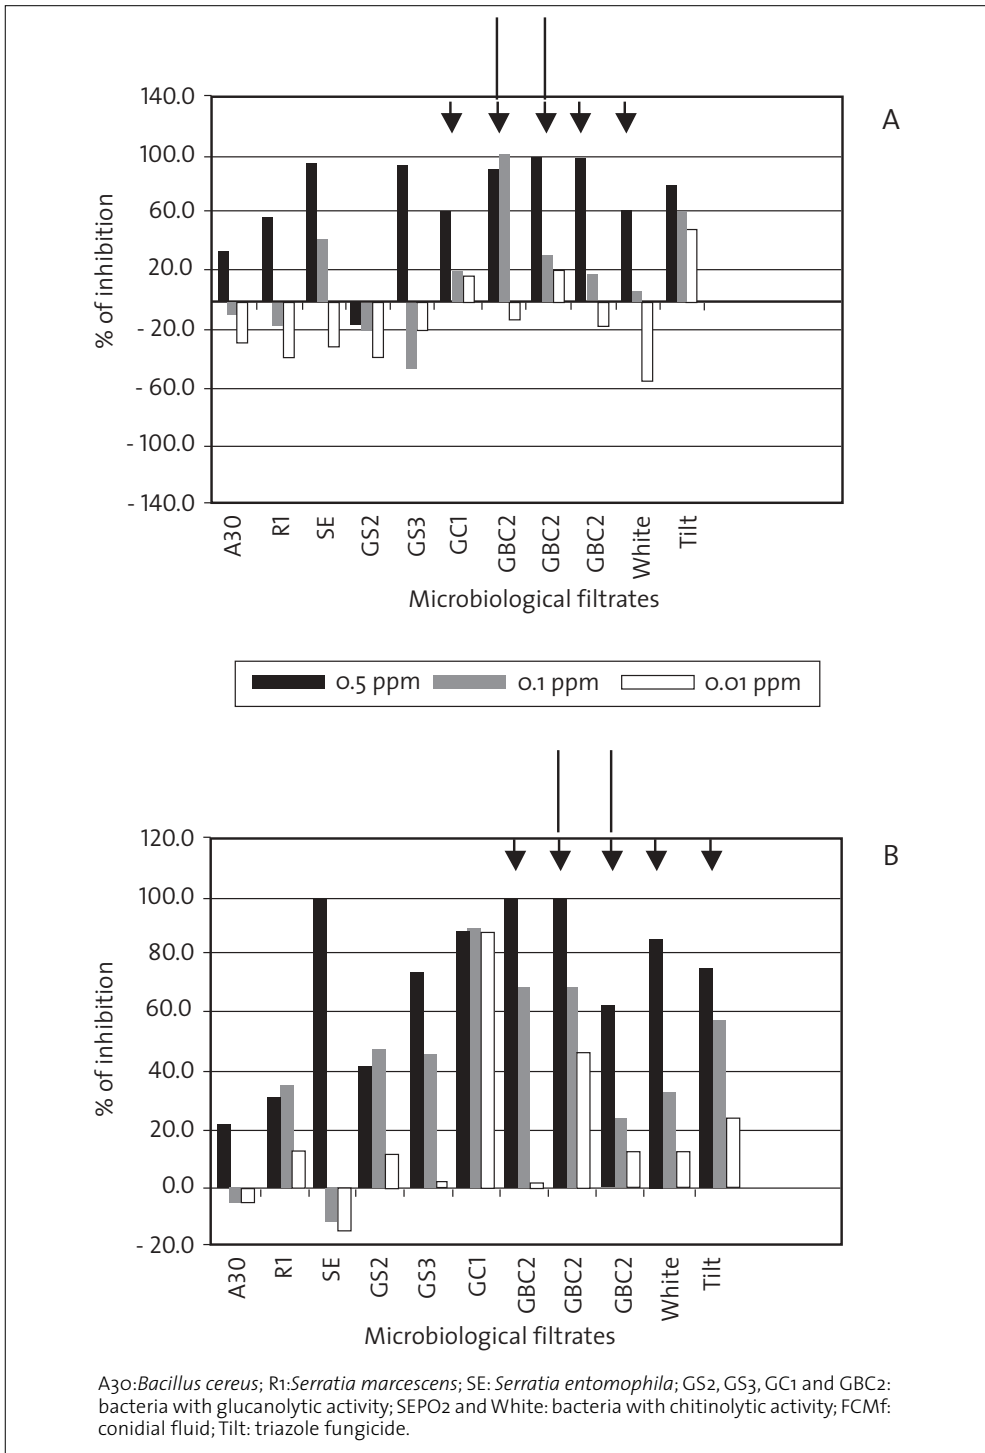 A
140.0
100.0
60.0
20.0
- 20.0
- 60.0
- 100.0
- 140.0
% of inhibition
A30 R1 SE GS2 GS3 GC1 GBC2 GBC2 GBC2 White Tilt
Microbiological filtrates
0.5 ppm 0.1 ppm 0.01 ppm
B
120.0
100.0
80.0
60.0
40.0
20.0
0.0
- 20.0
% of inhibition
A30 R1 SE GS2 GS3 GC1 GBC2 GBC2 GBC2 White Tilt
Microbiological filtrates
A30:Bacillus cereus; R1:Serratia marcescens; SE: Serratia entomophila; GS2, GS3, GC1 and GBC2:
bacteria with glucanolytic activity; SEPO2 and White: bacteria with chitinolytic activity; FCMf:
conidial fluid; Tilt: triazole fungicide.